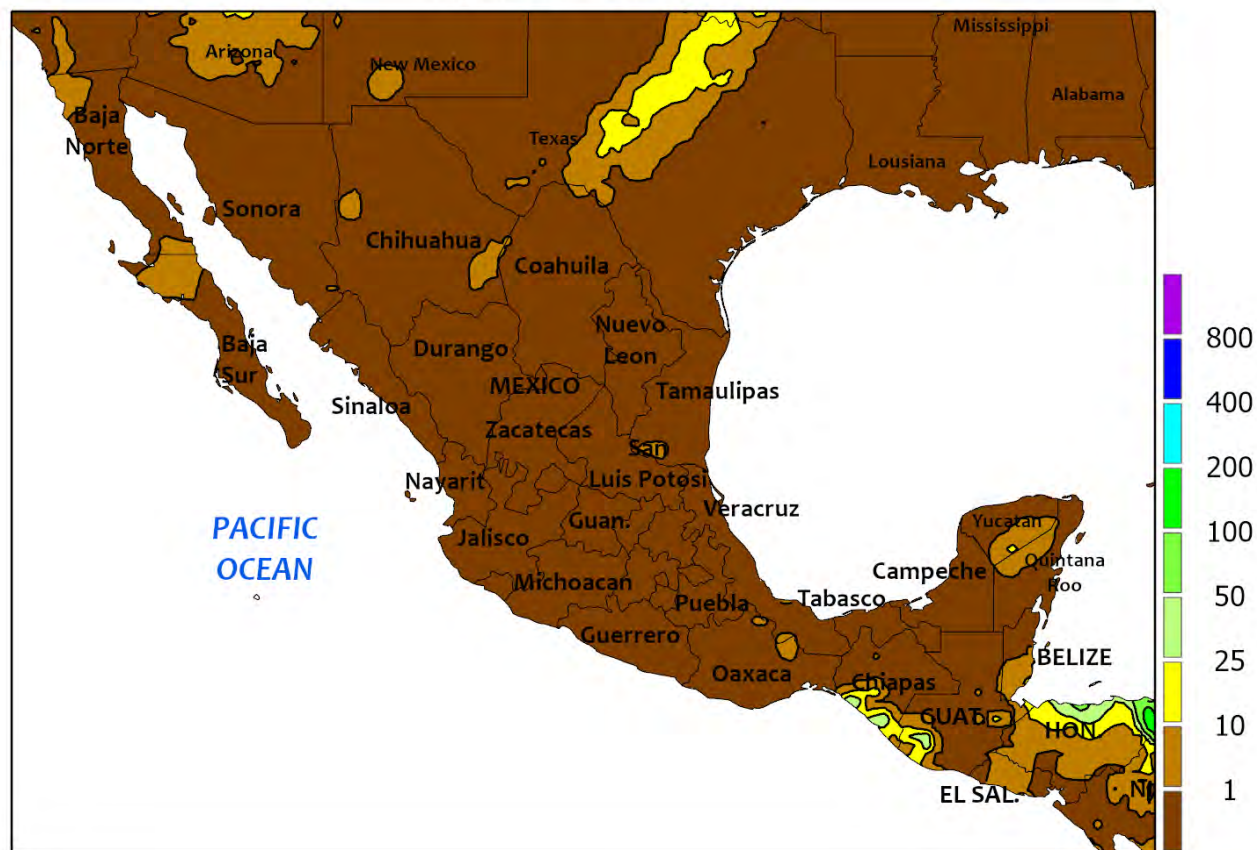 Mississippi
Arizona
New Mexico
Alabama
Baja
Norte
Texas
Lousiana
Sonora
Chihuahua
Coahuila
Nuevo
Leon
Baja
Sur
Durango
MEXICO
Tamaulipas
Sinaloa
Zacatecas
San
Luis Potosi
Nayarit
Veracruz
PACIFIC
OCEAN
Guan.
Jalisco
Yucatan
Quintana
Roo
Campeche
Michoacan
Puebla
Tabasco
Guerrero
Oaxaca
Chiapas
BELIZE
GUAT.
HON
EL SAL.
N
800
400
200
100
50
25
10
1